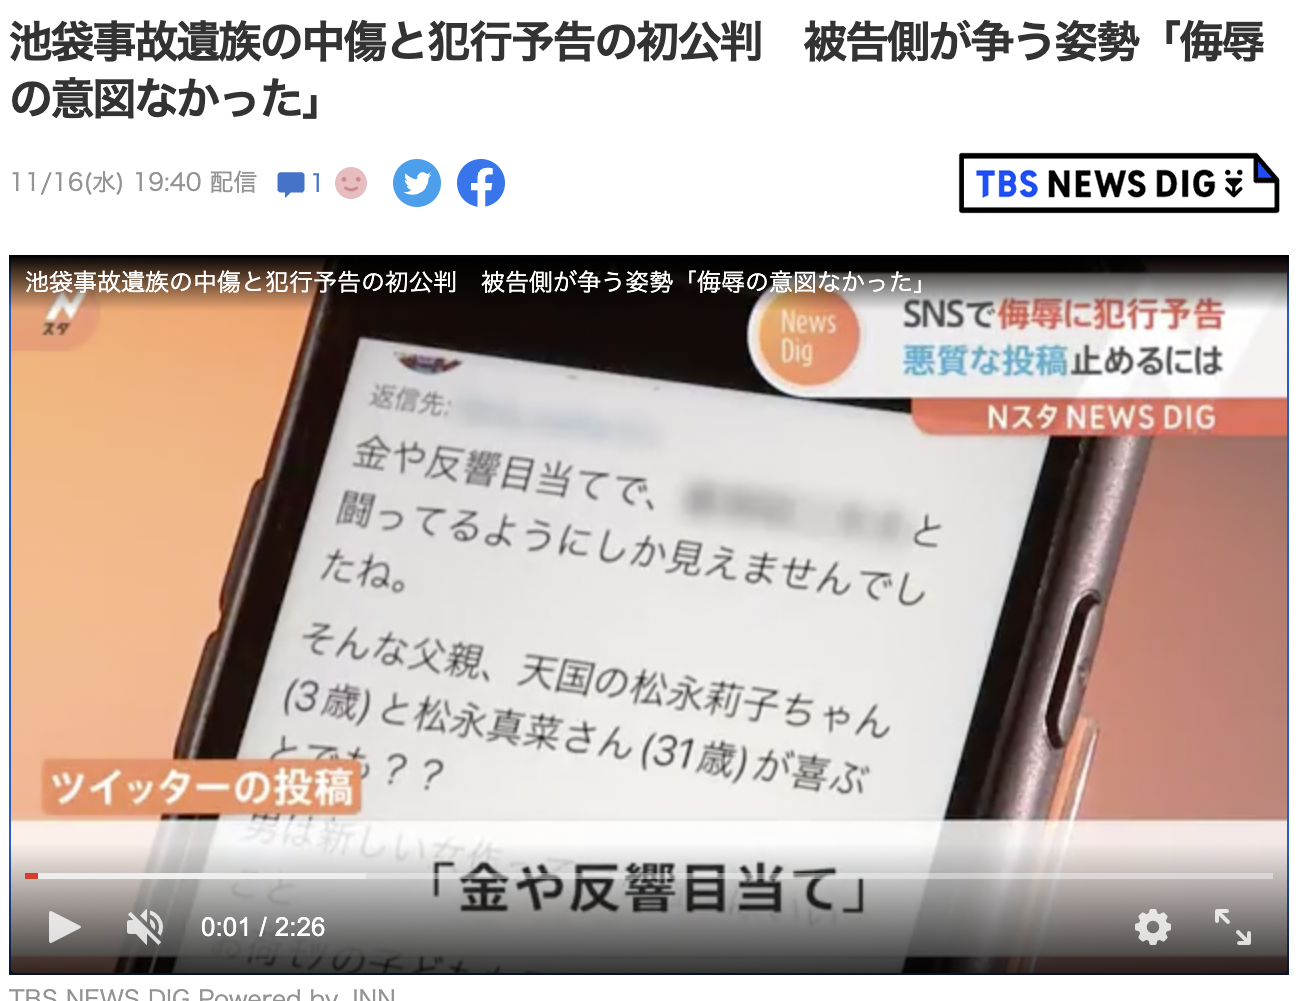 池袋事故遺族の中傷と犯行予告の初公判　被告側が争う姿勢「侮辱
の意図なかった」
11/16(水) 19:40 配信
1
TBS NEWS DIG
池袋事故遺族の中傷と犯行予告の初公判　被告側が争う姿勢「侮辱の意図なかった」
N
スタ
News
Dig
SNSで侮辱に犯行予告
悪質な投稿止めるには
Nスタ NEWS DIG
返信先:
金や反響目当てで、
と
闘ってるようにしか見えませんでし
たね。
そんな父親、天国の松永莉子ちゃん
(3歳)と松永真菜さん(31歳)が喜ぶ
とでも？？
ツイッターの投稿
男は新しい女作って
こと
「金や反響目当て」
0:01 / 2:26
TBS NEWS DIG Powered by JNN